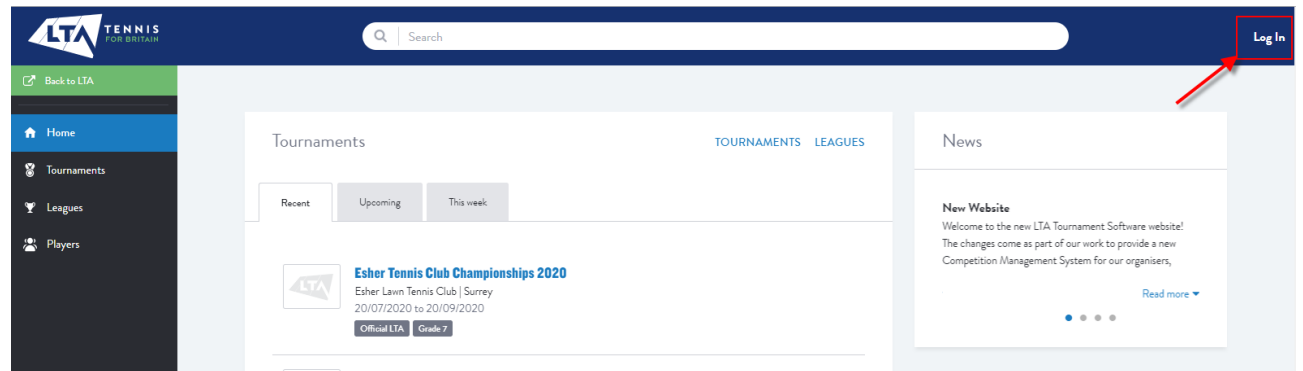 LTA TENNIS
FOR BRITAIN
Search
Log In
Back to LTA
Home
Tournaments
Leagues
Players
Tournaments
TOURNAMENTS LEAGUES
Recent Upcoming This week
Esher Tennis Club Championships 2020
Esher Lawn Tennis Club | Surrey
20/07/2020 to 20/09/2020
Official LTA Grade 7
News
New Website
Welcome to the new LTA Tournament Software website!
The changes come as part of our work to provide a new
Competition Management System for our organisers,
Read more